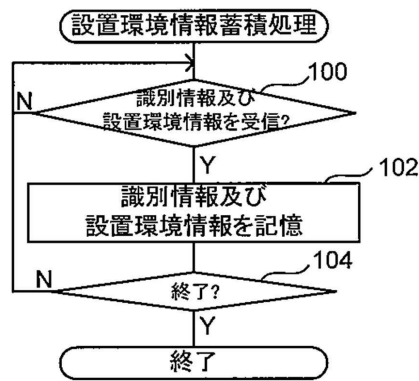 設置環境情報蓄積処理
100
N
識別情報及び
設置環境情報を受信?
Y
102
識別情報及び
設置環境情報を記憶
104
N
終了?
Y
終了